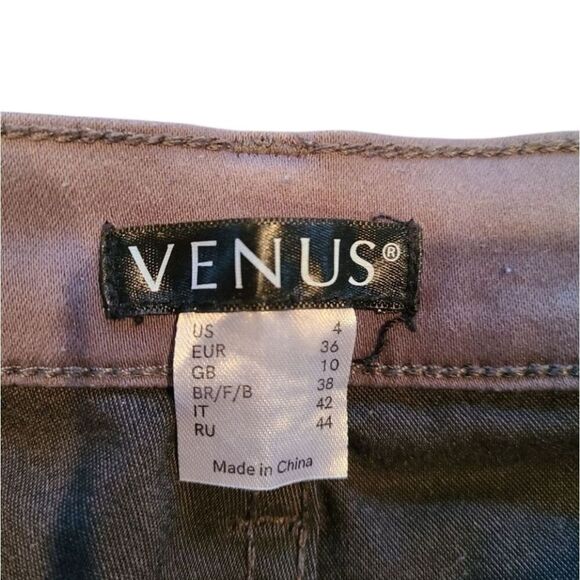 VENUS®
US 4
EUR 36
GB 10
BR/F/B 38
IT 42
RU 44
Made in China